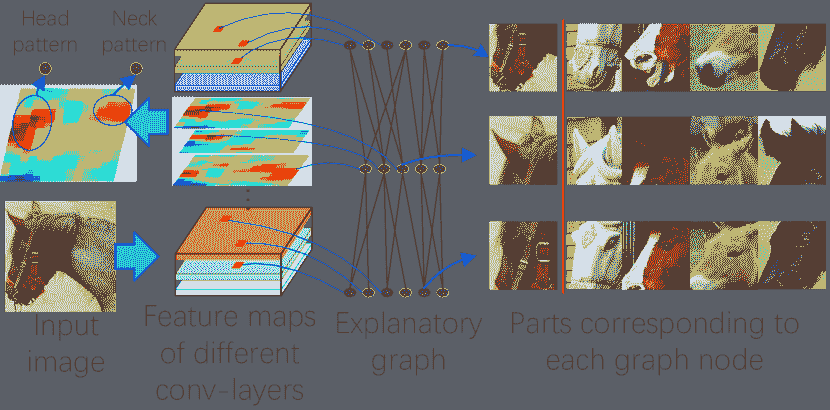 Head pattern
Neck pattern
Input image
Feature maps of different conv-layers
Explanatory graph
Parts corresponding to each graph node